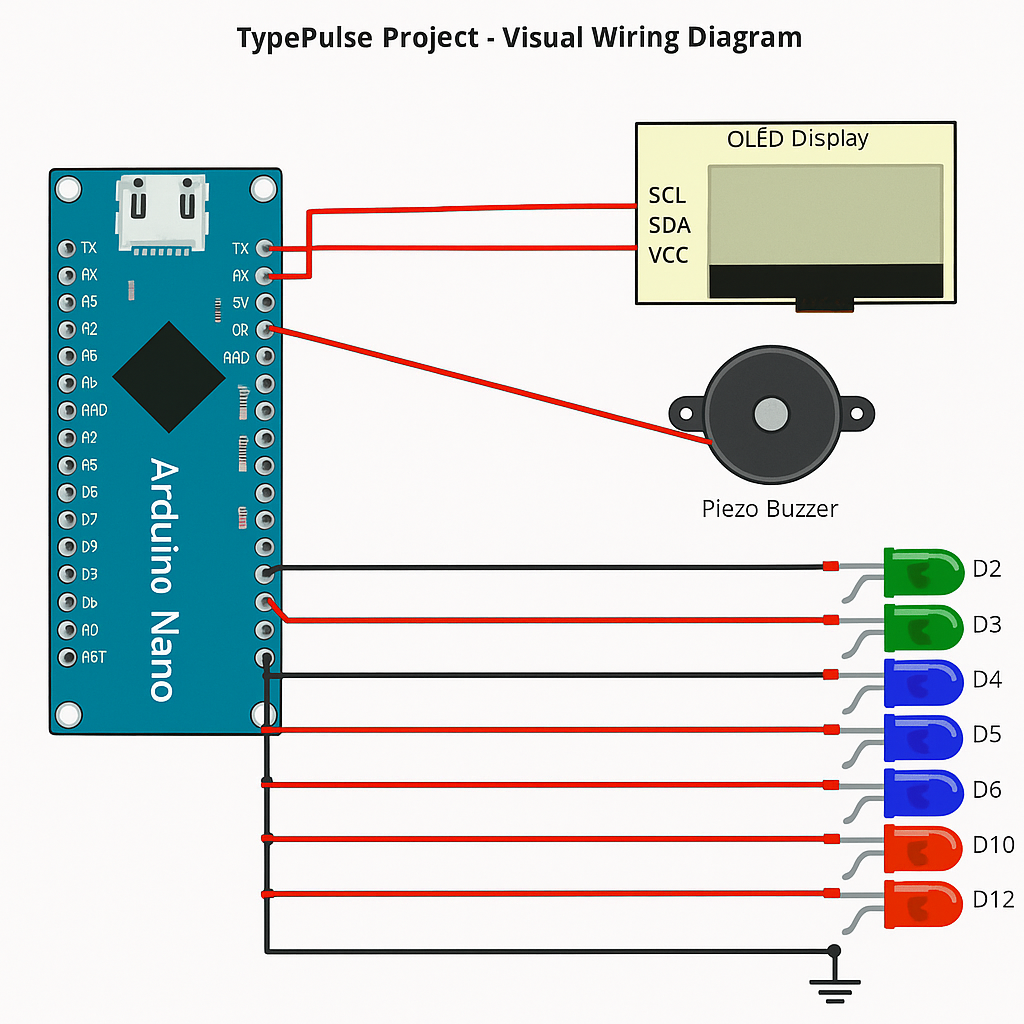 TypePulse Project - Visual Wiring Diagram
OLÉD Display
SCL
SDA
VCC
TX
AX
A5
A2
A6
Ab
AAD
A2
A5
D6
D7
D9
D3
Db
A0
A6T
TX
AX
5V
OR
AAD
Arduino Nano
Piezo Buzzer
D2
D3
D4
D5
D6
D10
D12